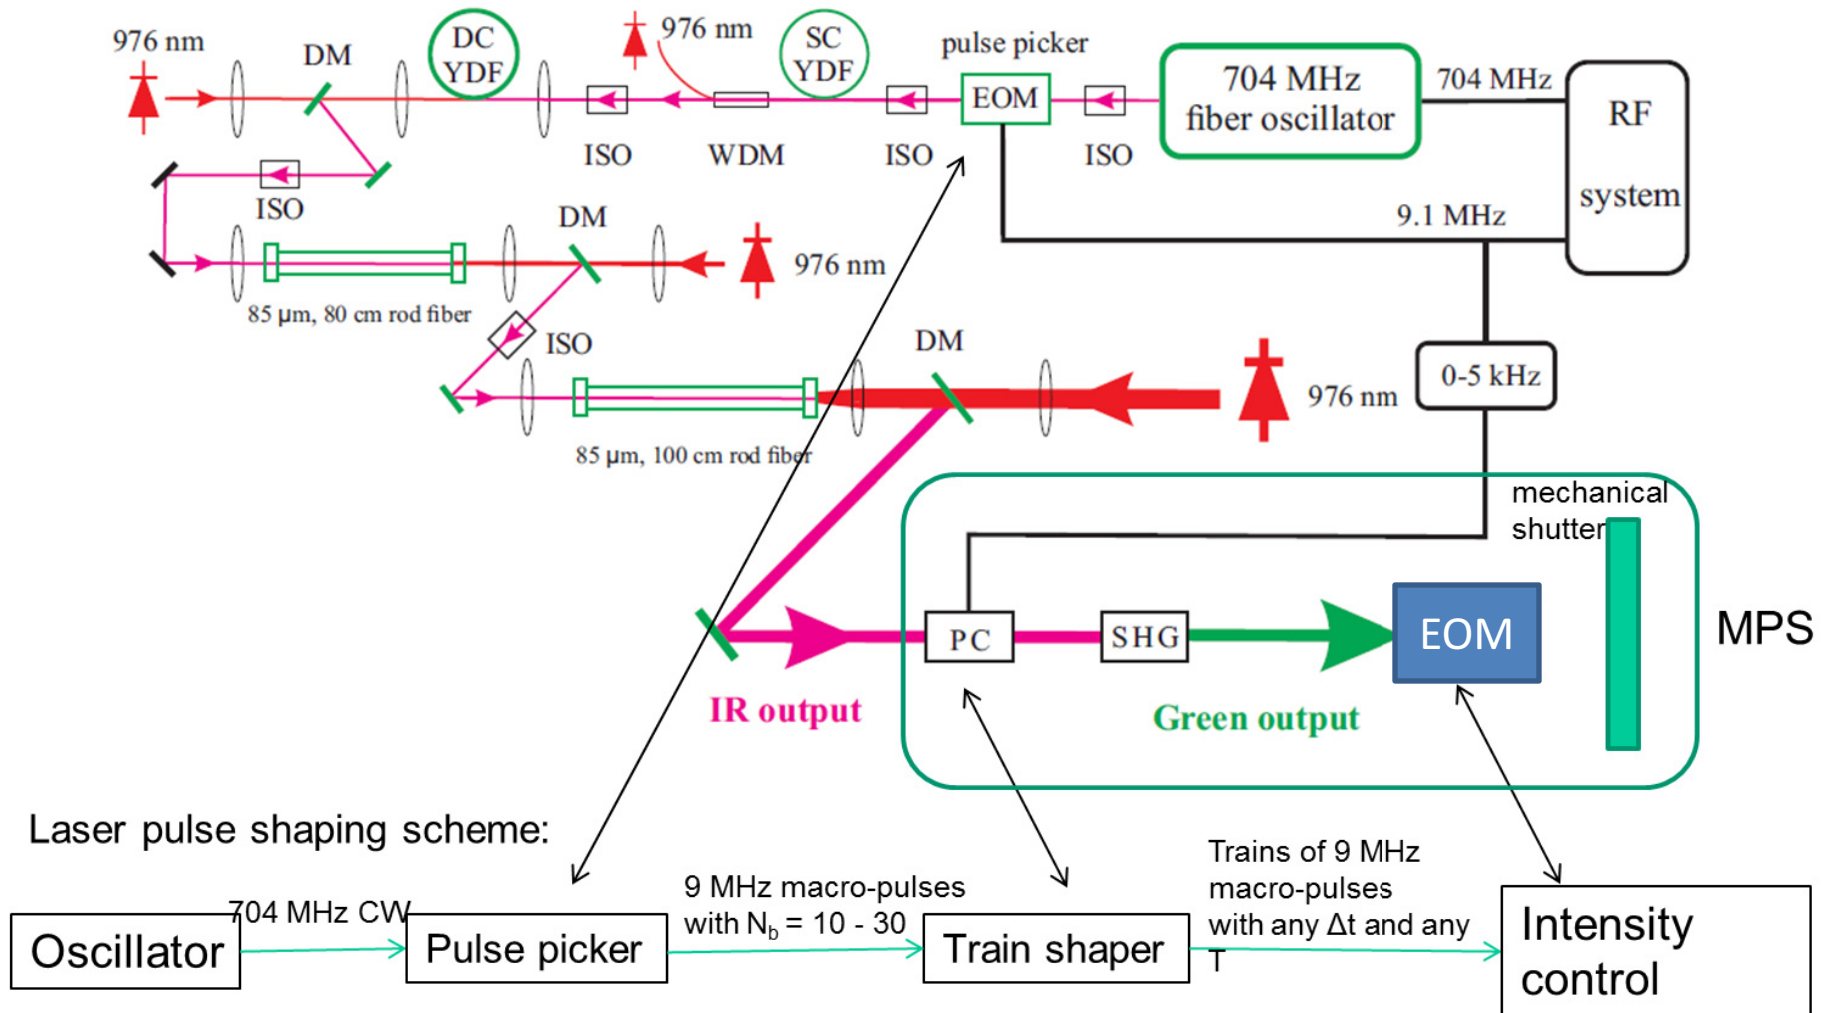 976 nm
DM
DC
YDF
976 nm
SC
YDF
pulse picker
EOM
704 MHz
fiber oscillator
704 MHz
RF
system
ISO
WDM
ISO
ISO
9.1 MHz
ISO
DM
976 nm
85 μm, 80 cm rod fiber
ISO
DM
976 nm
0-5 kHz
85 μm, 100 cm rod fiber
mechanical
shutter
PC
SHG
EOM
MPS
IR output
Green output
Laser pulse shaping scheme:
Oscillator
704 MHz CW
Pulse picker
9 MHz macro-pulses
with Nb = 10 - 30
Train shaper
Trains of 9 MHz
macro-pulses
with any Δt and any
T
Intensity
control